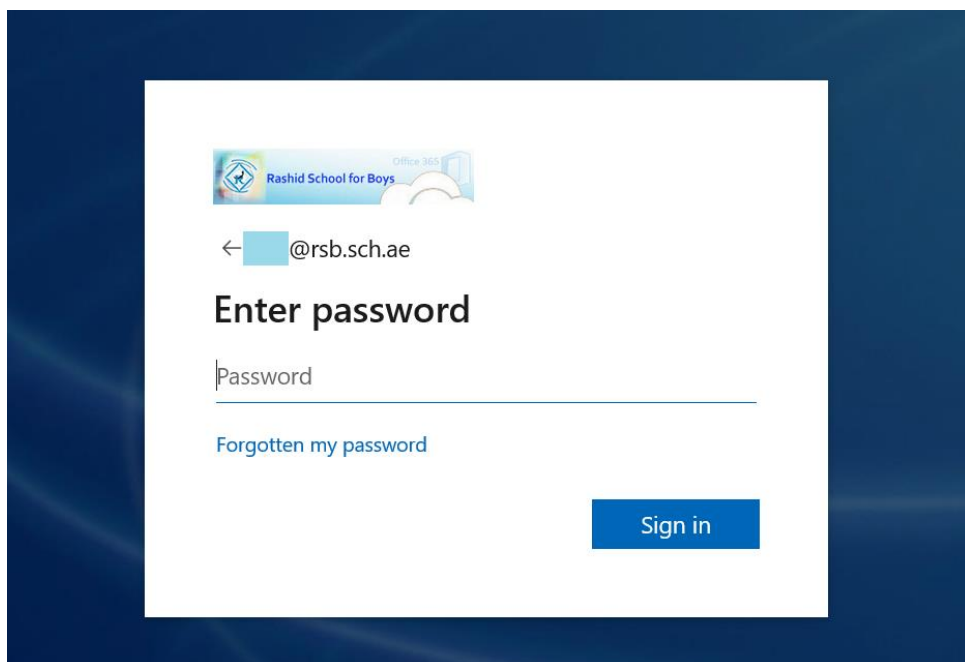 Office 365
Rashid School for Boys
@rsb.sch.ae
Enter password
Password
Forgotten my password
Sign in